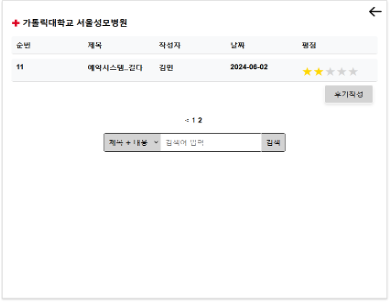 가톨릭대학교 서울성모병원
순번 제목 작성자 날짜 평점
11 예약시스템..같다 김민 2024-06-02
후기작성
< 1 2
제목 + 내용 검색어 입력 검색